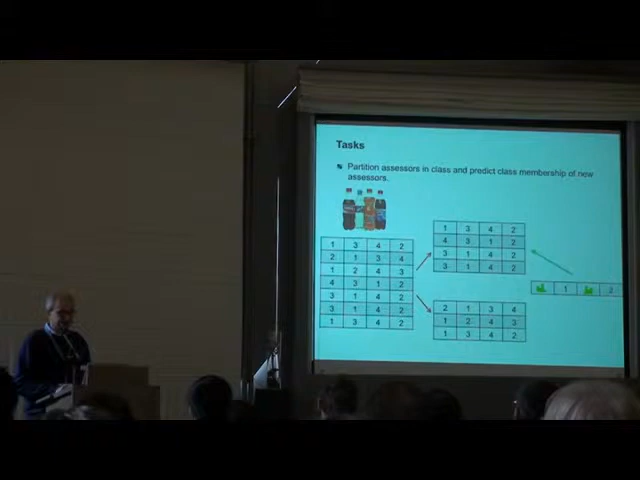 Tasks
Partition assessors in class and predict class membership of new
assessors.
1 3 4 2
2 1 3 4
1 2 4 3
4 3 1 2
3 1 4 2
3 1 4 2
1 3 4 2
1 3 4 2
4 3 1 2
3 1 4 2
3 1 4 2
1 2
2 1 3 4
1 2 4 3
1 3 4 2